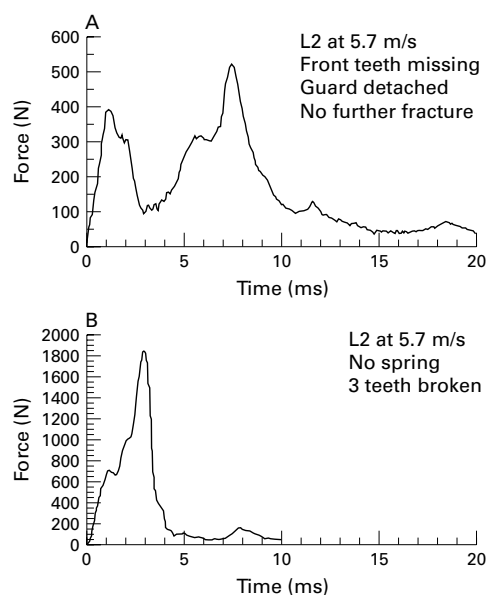 A
L2 at 5.7 m/s
Front teeth missing
Guard detached
No further fracture
Force (N)
600
500
400
300
200
100
0
0 5 10 15 20
Time (ms)
B
L2 at 5.7 m/s
No spring
3 teeth broken
Force (N)
2000
1800
1600
1400
1200
1000
800
600
400
200
0
0 5 10 15 20
Time (ms)